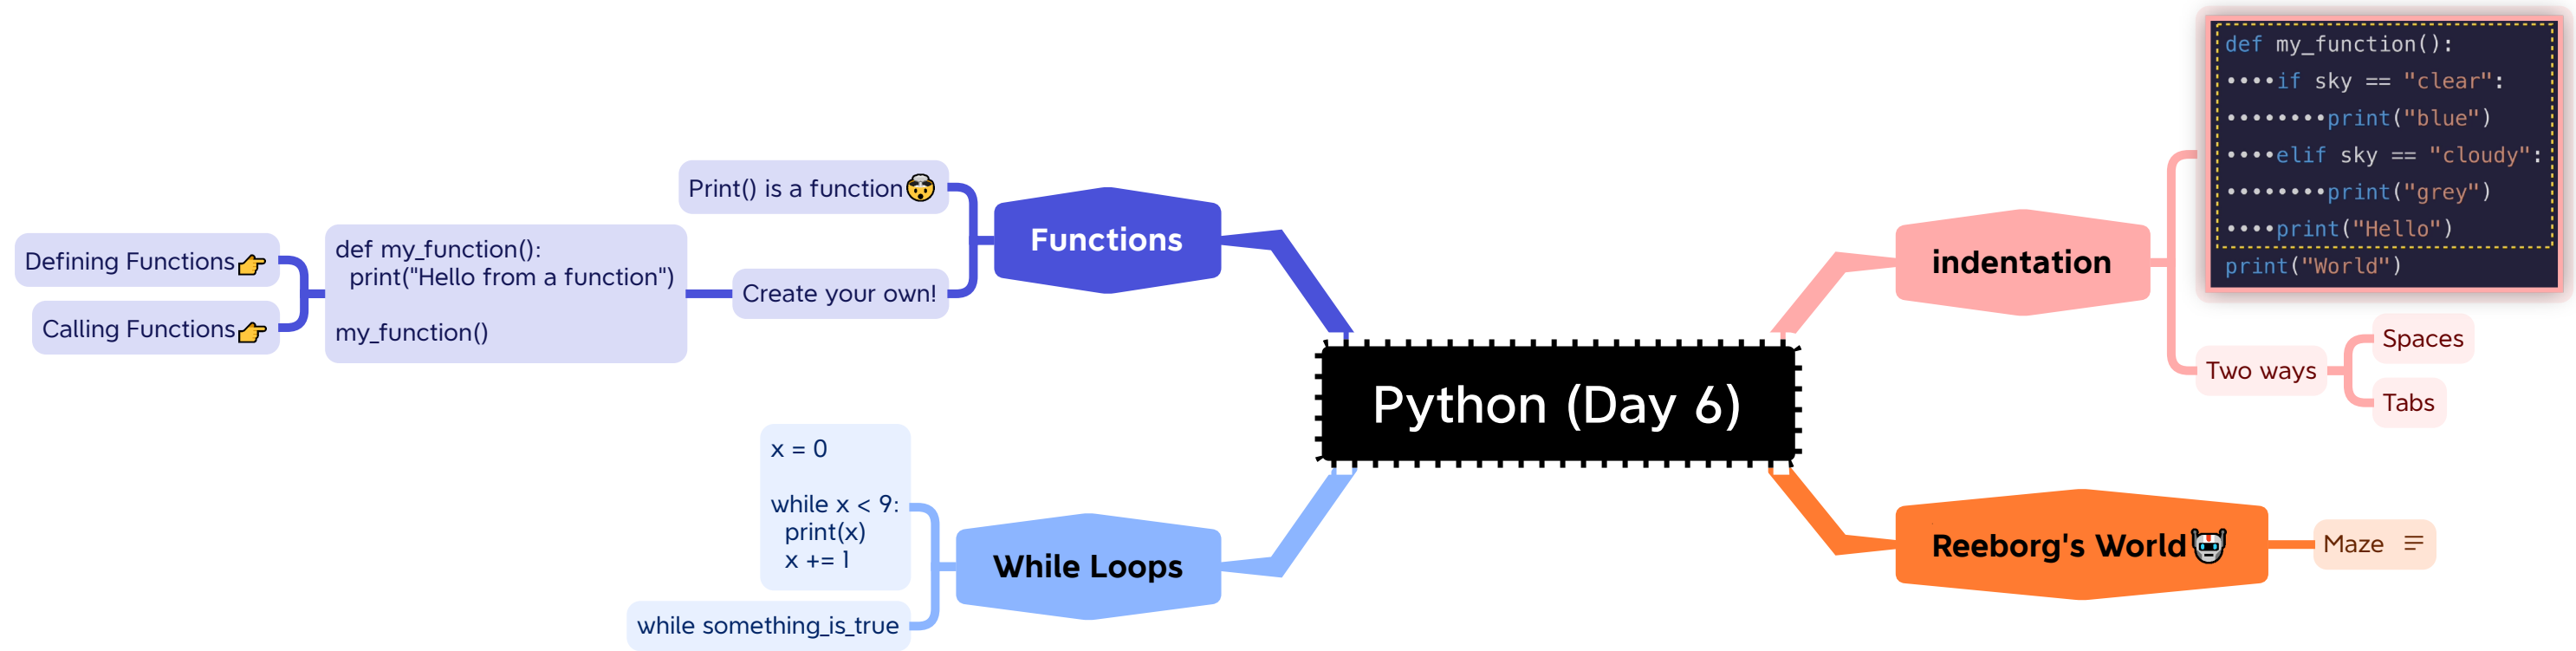 Python (Day 6)
Functions
Print() is a function🤯
Create your own!
def my_function():
  print("Hello from a function")

my_function()
Defining Functions👉
Calling Functions👉
While Loops
x = 0

while x < 9:
  print(x)
  x += 1
while something_is_true
indentation
def my_function():
••••if sky == "clear":
••••••••print("blue")
••••elif sky == "cloudy":
••••••••print("grey")
••••print("Hello")
print("World")
Two ways
Spaces
Tabs
Reeborg's World🤖
Maze